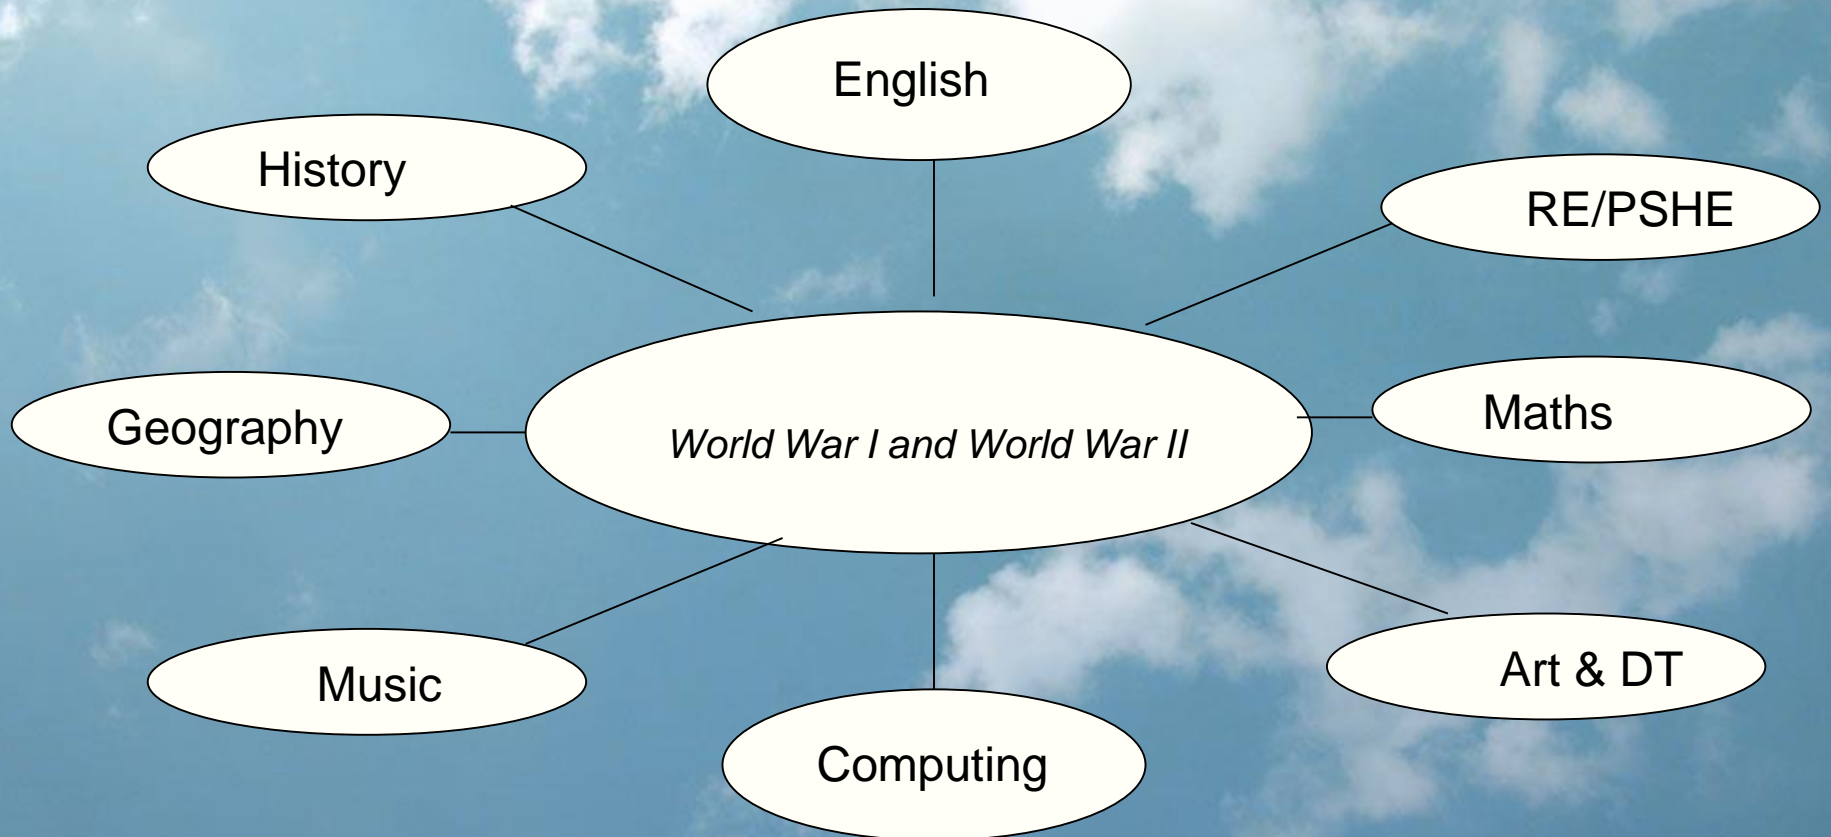 English
History
RE/PSHE
Maths
Geography
World War I and World War II
Art & DT
Music
Computing